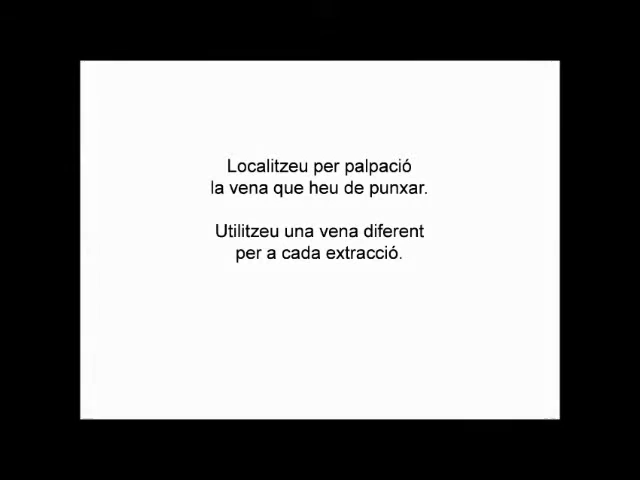 Localitzeu per palpació
la vena que heu de punxar.
Utilitzeu una vena diferent
per a cada extracció.